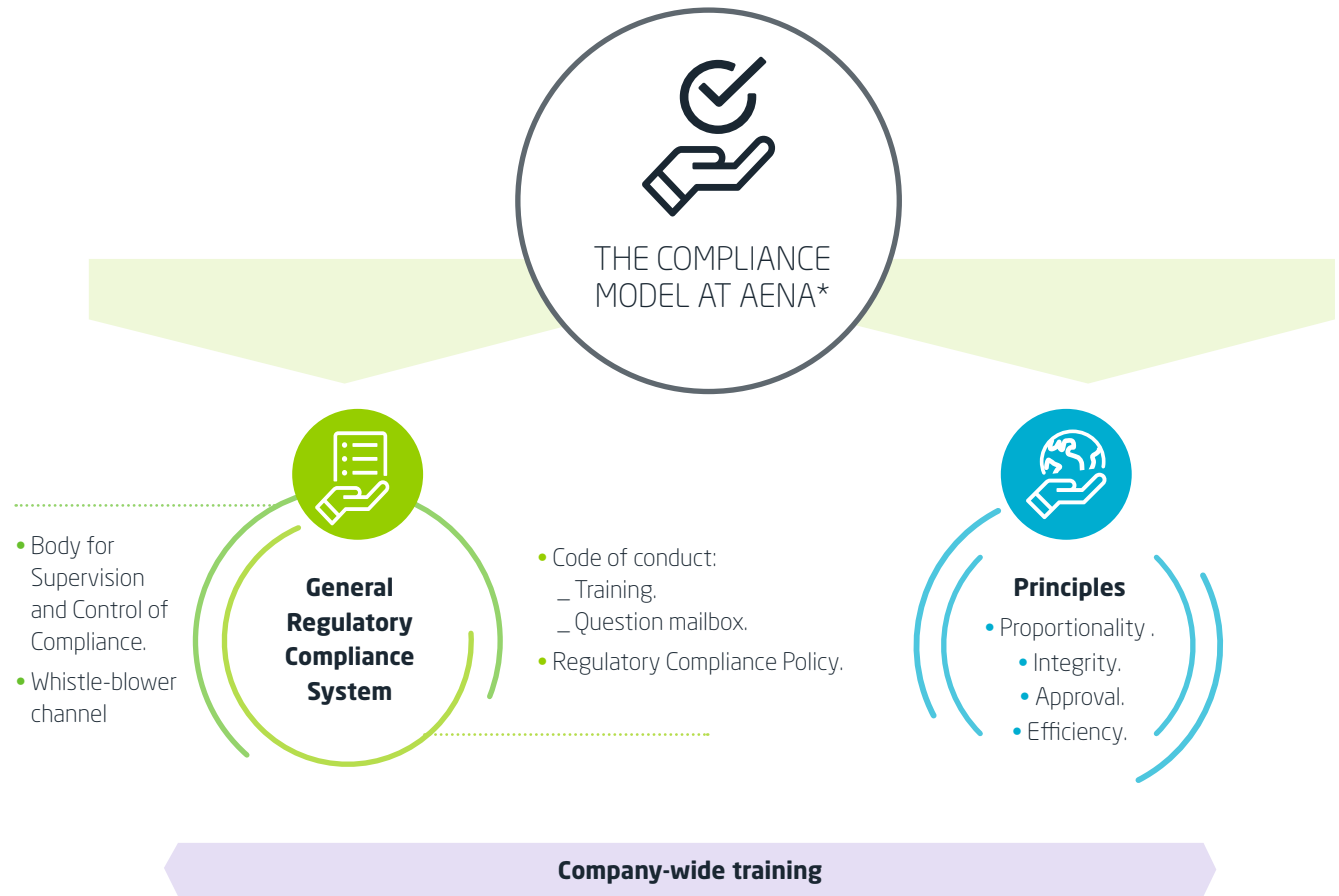 THE COMPLIANCE
MODEL AT AENA*
• Body for
Supervision
and Control of
Compliance.
• Whistle-blower
channel
General
Regulatory
Compliance
System
• Code of conduct:
_ Training.
_ Question mailbox.
• Regulatory Compliance Policy.
Principles
• Proportionality .
• Integrity.
• Approval.
• Efficiency.
Company-wide training